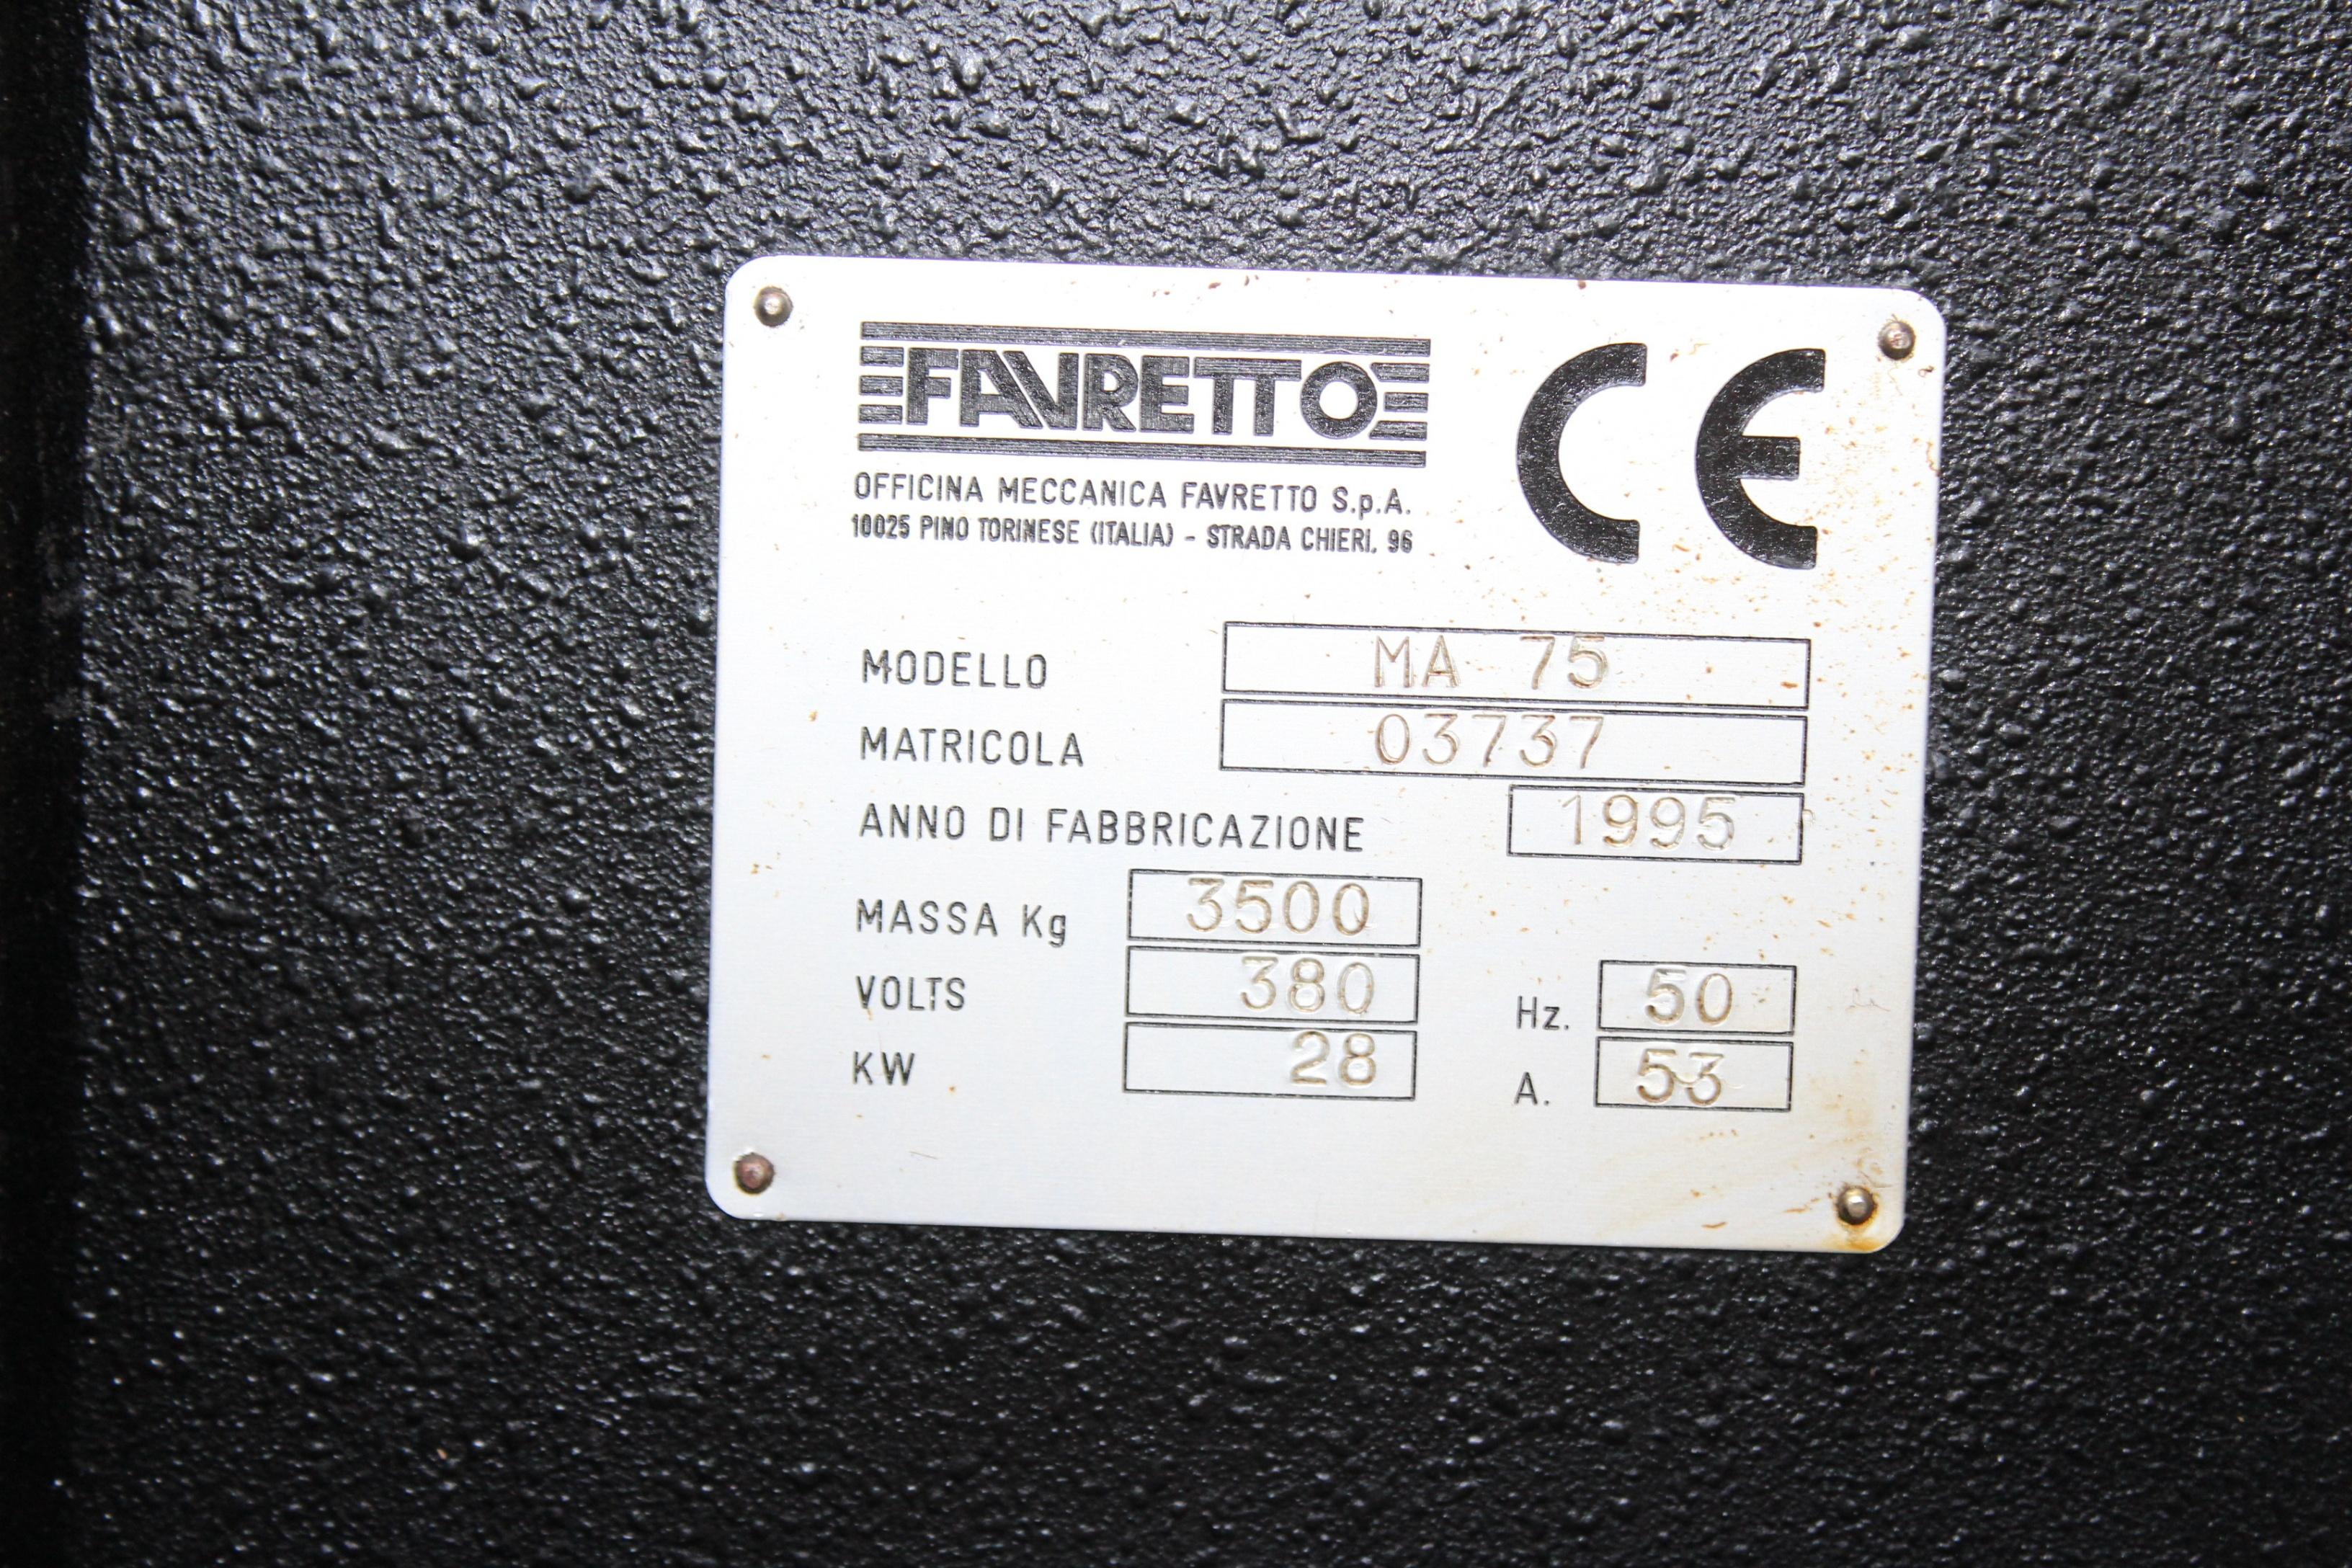 FAVRETTO
CE
OFFICINA MECCANICA FAVRETTO S.p.A.
10025 PINO TORINESE (ITALIA) - STRADA CHIERI, 96
MODELLO MA 75
MATRICOLA 03737
ANNO DI FABBRICAZIONE 1995
MASSA Kg 3500
VOLTS 380 Hz. 50
KW 28 A. 53